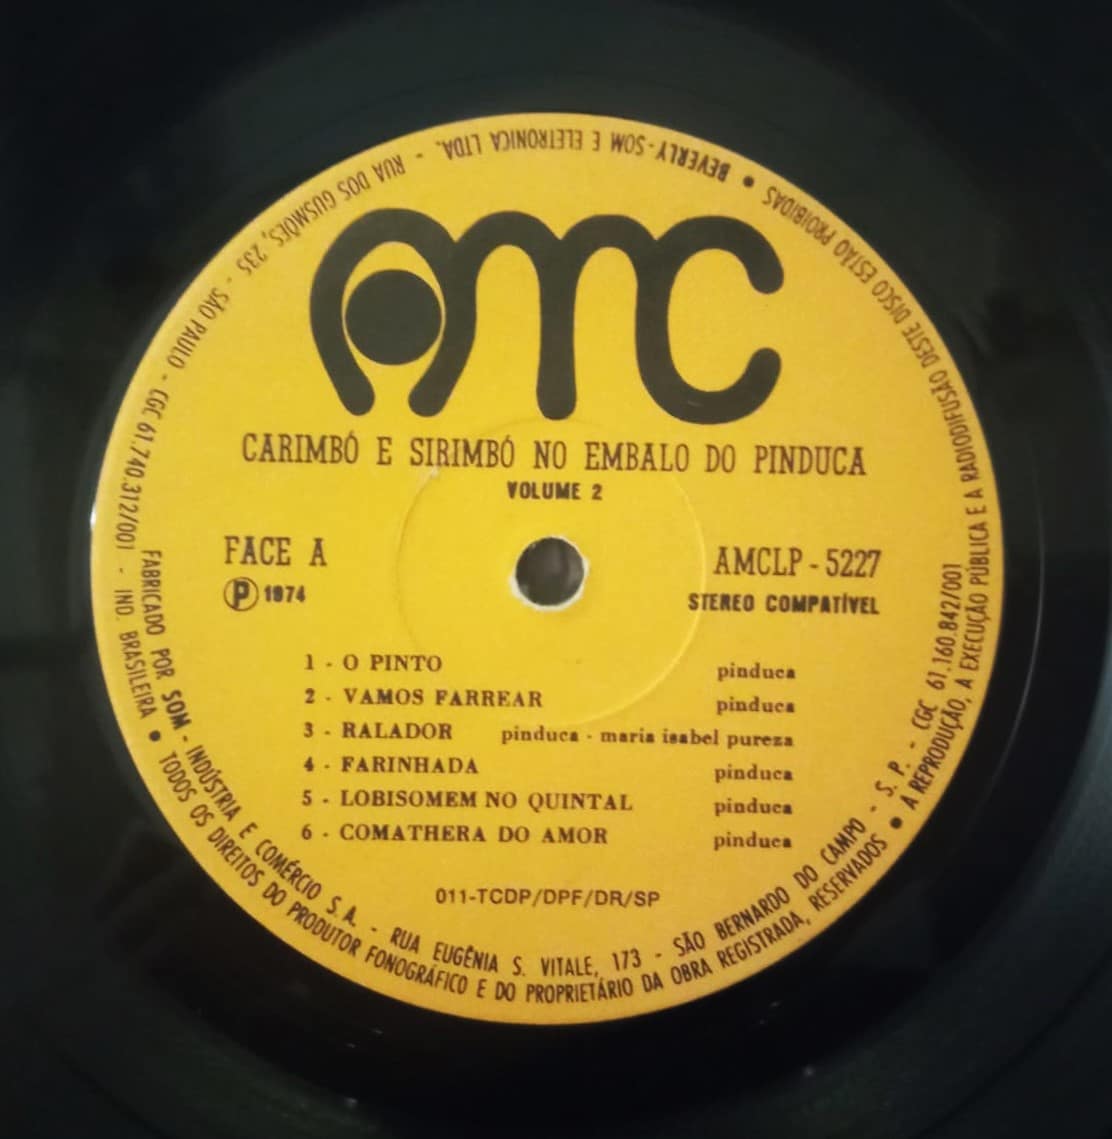 AMC
CARIMBÓ E SIRIMBÓ NO EMBALO DO PINDUCA
VOLUME 2
FACE A
Ⓟ 1974
AMCLP - 5227
STEREO COMPATÍVEL
1 - O PINTO pinduca
2 - VAMOS FARREAR pinduca
3 - RALADOR pinduca - maria isabel pureza
4 - FARINHADA pinduca
5 - LOBISOMEM NO QUINTAL pinduca
6 - COMATHERA DO AMOR pinduca
011-TCDP/DPF/DR/SP
BEVERLY - SOM E ELETRONICA LTDA. - RUA DOS GUSMÕES, 235 - SÃO PAULO - CGC 61.740.312/001 - IND. BRASILEIRA • TODOS OS DIREITOS DO PRODUTOR FONOGRÁFICO E DO PROPRIETÁRIO DA OBRA REGISTRADA, RESERVADOS • A REPRODUÇÃO, A EXECUÇÃO PÚBLICA E A RADIODIFUSÃO DESTE DISCO ESTÃO PROIBIDAS •
FABRICADO POR SOM - INDÚSTRIA E COMÉRCIO S.A. - RUA EUGÊNIA S. VITALE, 173 - SÃO BERNARDO DO CAMPO - S. P. - CGC 61.160.842/001